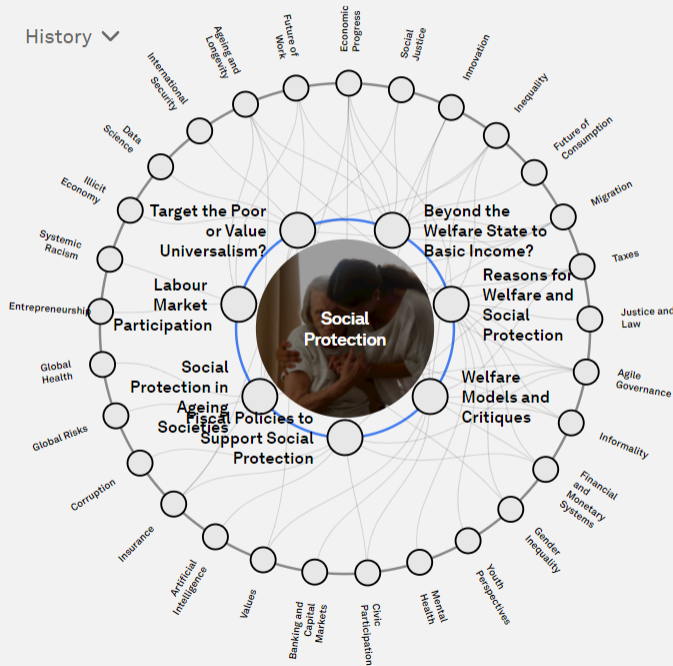 History
Economic
Progress
Social
Justice
Innovation
Inequality
Future of
Consumption
Migration
Taxes
Justice and
Law
Agile
Governance
Informality
Financial
and
Monetary
Systems
Gender
Inequality
Youth
Perspectives
Mental
Health
Civic
Participation
Banking and
Capital
Markets
Values
Artificial
Intelligence
Insurance
Corruption
Global Risks
Global
Health
Entrepreneurship
Systemic
Racism
Illicit
Economy
Data
Science
International
Security
Ageing and
Longevity
Future of
Work
Beyond the
Welfare State to
Basic Income?
Reasons for
Welfare and
Social
Protection
Welfare
Models and
Critiques
Fiscal Policies to
Support Social
Protection
Social
Protection in
Ageing
Societies
Labour
Market
Participation
Target the Poor
or Value
Universalism?
Social
Protection